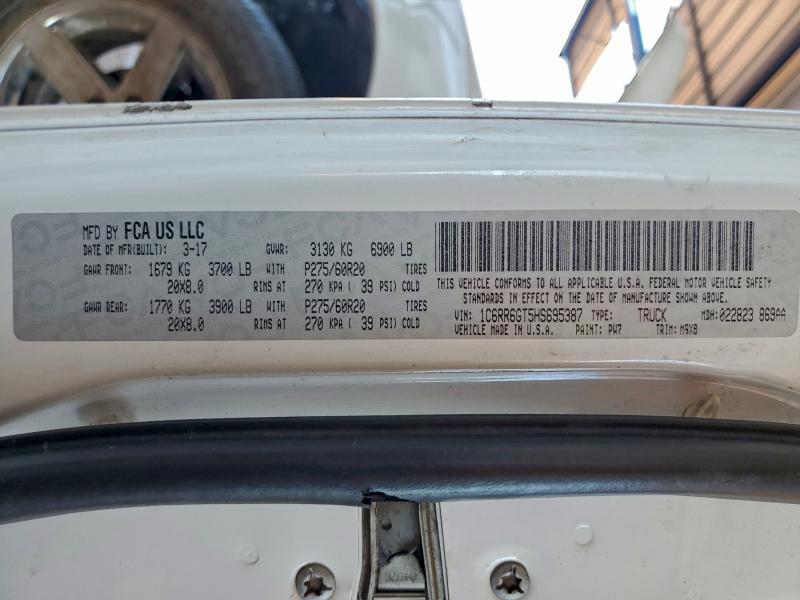 MFD BY FCA US LLC
DATE OF MFR(BUILT): 3-17 GVWR: 3130 KG 6900 LB
GAWR FRONT: 1679 KG 3700 LB WITH P275/60R20 TIRES
20X8.0 RIMS AT 270 KPA ( 39 PSI) COLD
GAWR REAR: 1770 KG 3900 LB WITH P275/60R20 TIRES
20X8.0 RIMS AT 270 KPA ( 39 PSI) COLD
THIS VEHICLE CONFORMS TO ALL APPLICABLE U.S.A. FEDERAL MOTOR VEHICLE SAFETY
STANDARDS IN EFFECT ON THE DATE OF MANUFACTURE SHOWN ABOVE.
VIN: 1C6RR6GT5HS695387 TYPE: TRUCK MDH: 022823 869AA
VEHICLE MADE IN U.S.A. PAINT: PW7 TRIM: M9X8